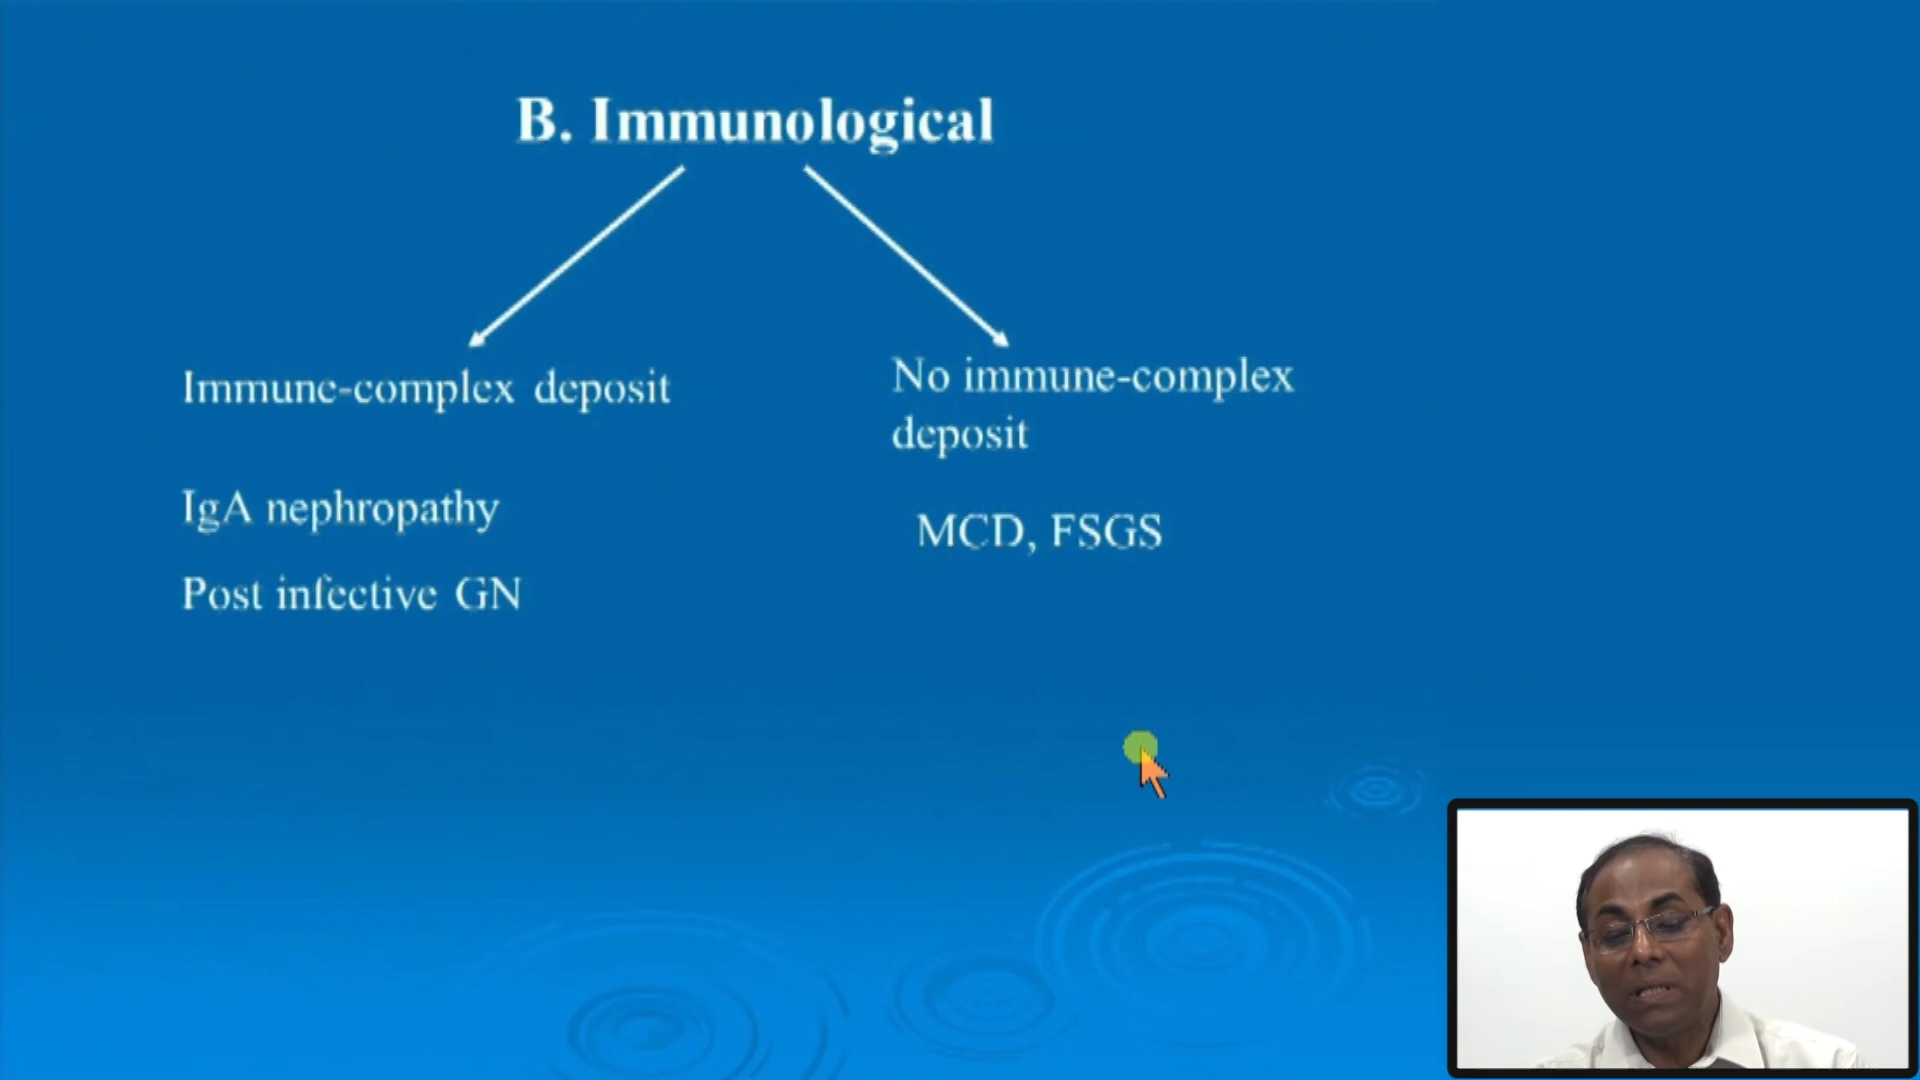 B. Immunological
Immune-complex deposit
IgA nephropathy
Post infective GN
No immune-complex
deposit
MCD, FSGS